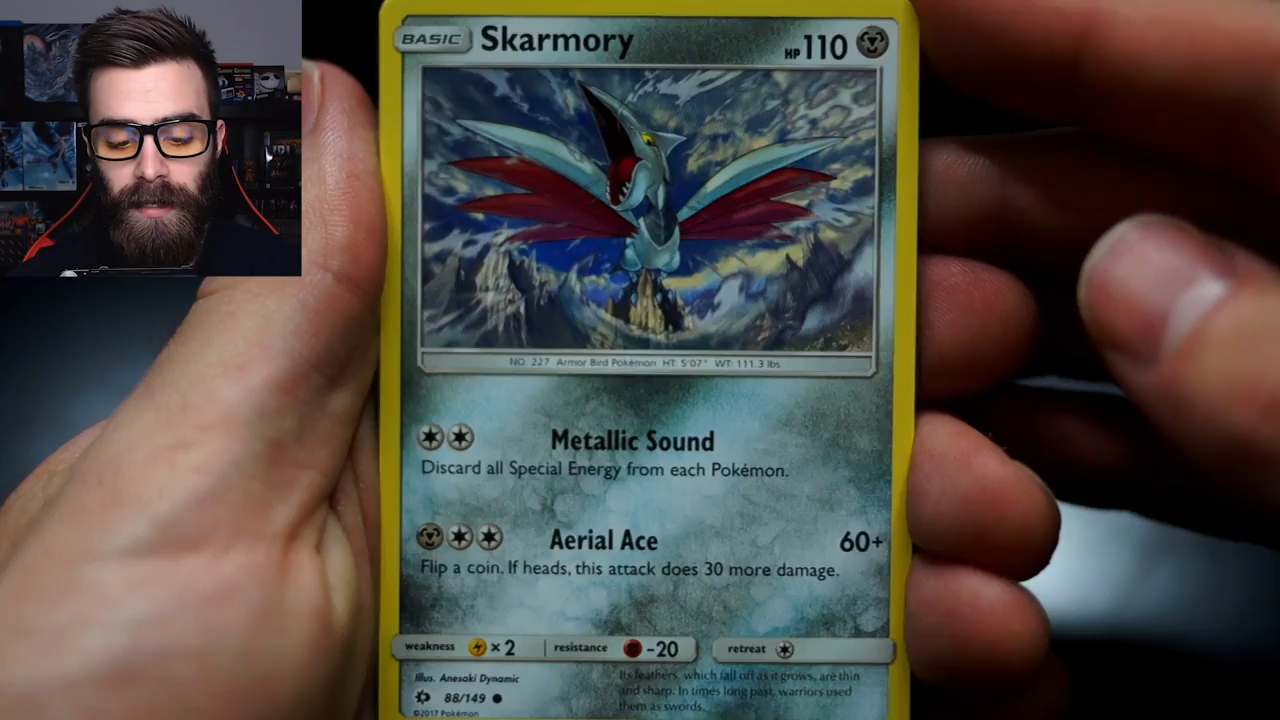 BASIC Skarmory HP 110
NO. 227 Armor Bird Pokémon HT: 5'07" WT: 111.3 lbs
Metallic Sound
Discard all Special Energy from each Pokémon.
Aerial Ace 60+
Flip a coin. If heads, this attack does 30 more damage.
weakness ×2 resistance -20 retreat
Illus. Anesaki Dynamic
88/149
©2017 Pokémon
Its feathers, which fall off as it grows, are thin
and sharp. In times long past, warriors used
them as swords.